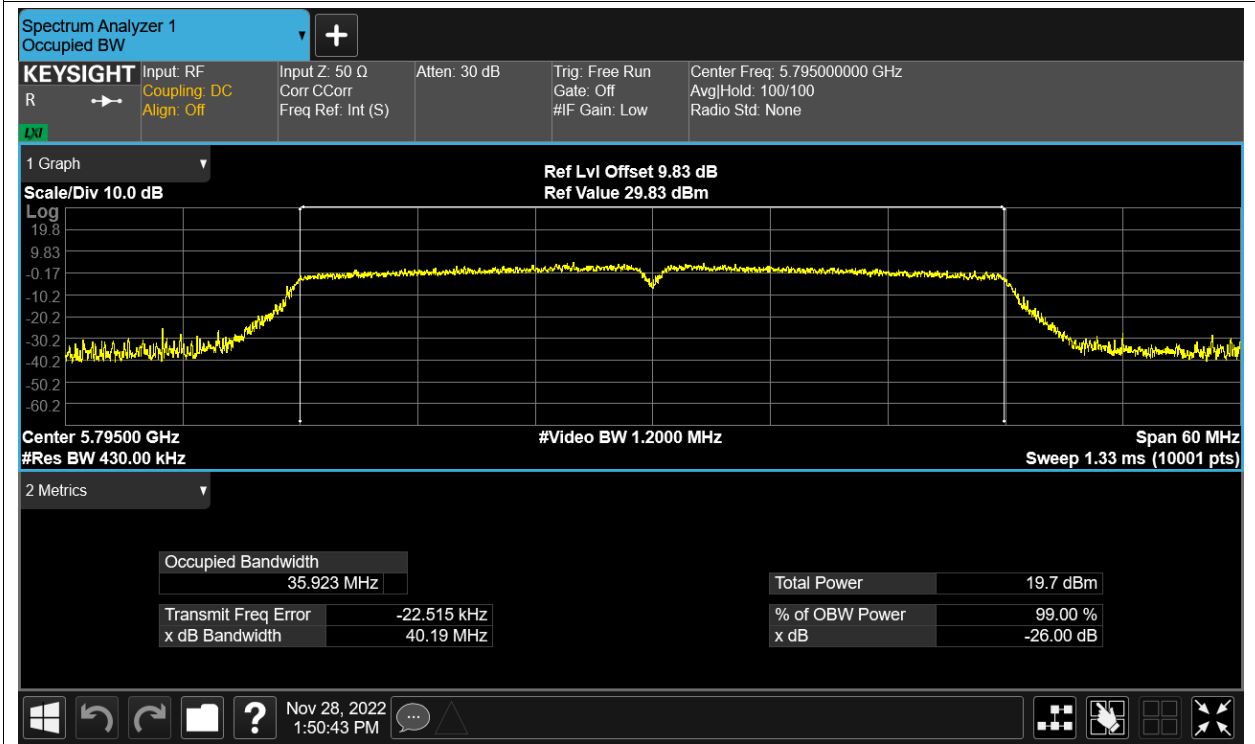 Spectrum Analyzer 1
Occupied BW
KEYSIGHT
R
LXI
Input: RF
Coupling: DC
Align: Off
Input Z: 50 Ω
Corr CCorr
Freq Ref: Int (S)
Atten: 30 dB
Trig: Free Run
Gate: Off
#IF Gain: Low
Center Freq: 5.795000000 GHz
Avg|Hold: 100/100
Radio Std: None
1 Graph
Scale/Div 10.0 dB
Ref Lvl Offset 9.83 dB
Ref Value 29.83 dBm
Log
19.8
9.83
-0.17
-10.2
-20.2
-30.2
-40.2
-50.2
-60.2
Center 5.79500 GHz
#Res BW 430.00 kHz
#Video BW 1.2000 MHz
Span 60 MHz
Sweep 1.33 ms (10001 pts)
2 Metrics
Occupied Bandwidth
35.923 MHz
Transmit Freq Error -22.515 kHz
x dB Bandwidth 40.19 MHz
Total Power 19.7 dBm
% of OBW Power 99.00 %
x dB -26.00 dB
?
Nov 28, 2022
1:50:43 PM